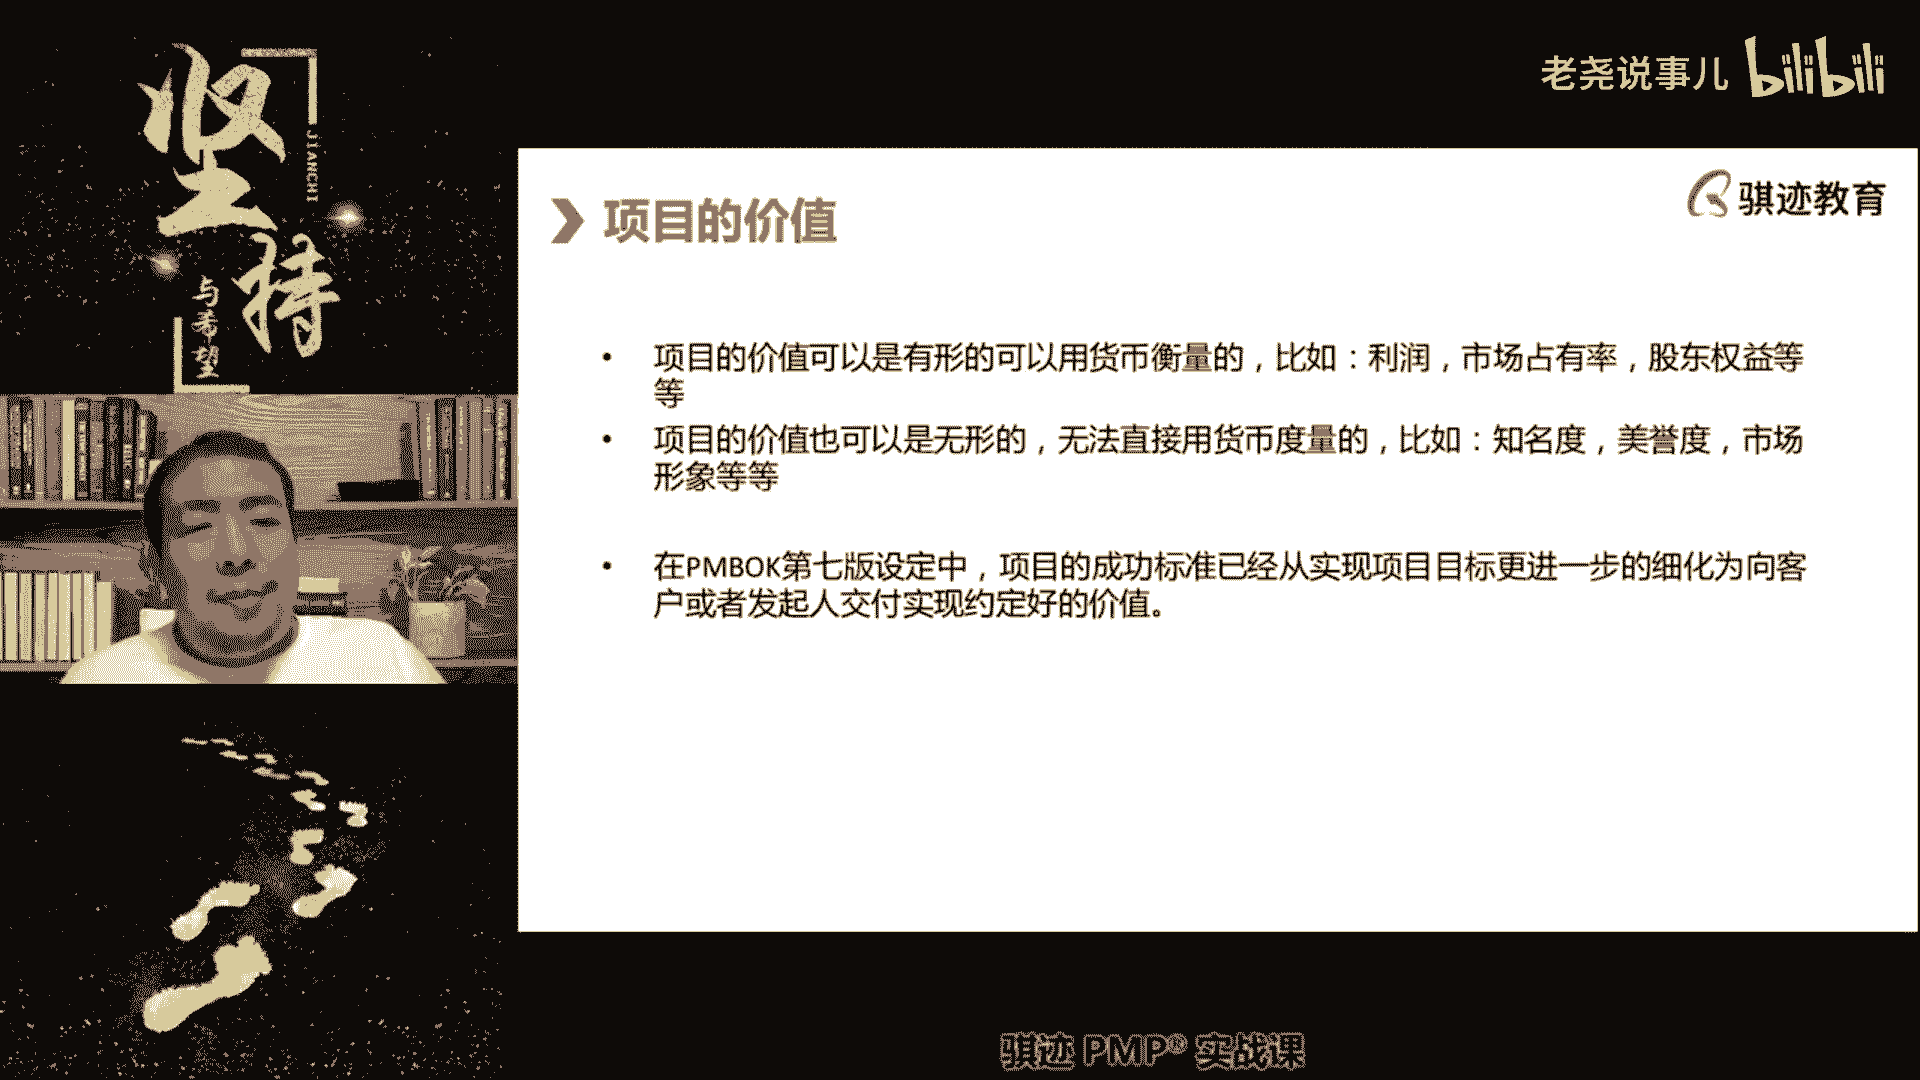 坚持
JIANCHI
与希望
老尧说事儿 bilibili
骐迹教育
项目的价值
• 项目的价值可以是有形的可以用货币衡量的，比如：利润，市场占有率，股东权益等
等
• 项目的价值也可以是无形的，无法直接用货币度量的，比如：知名度，美誉度，市场
形象等等
• 在PMBOK第七版设定中，项目的成功标准已经从实现项目目标更进一步的细化为向客
户或者发起人交付实现约定好的价值。
骐迹 PMP® 实战课